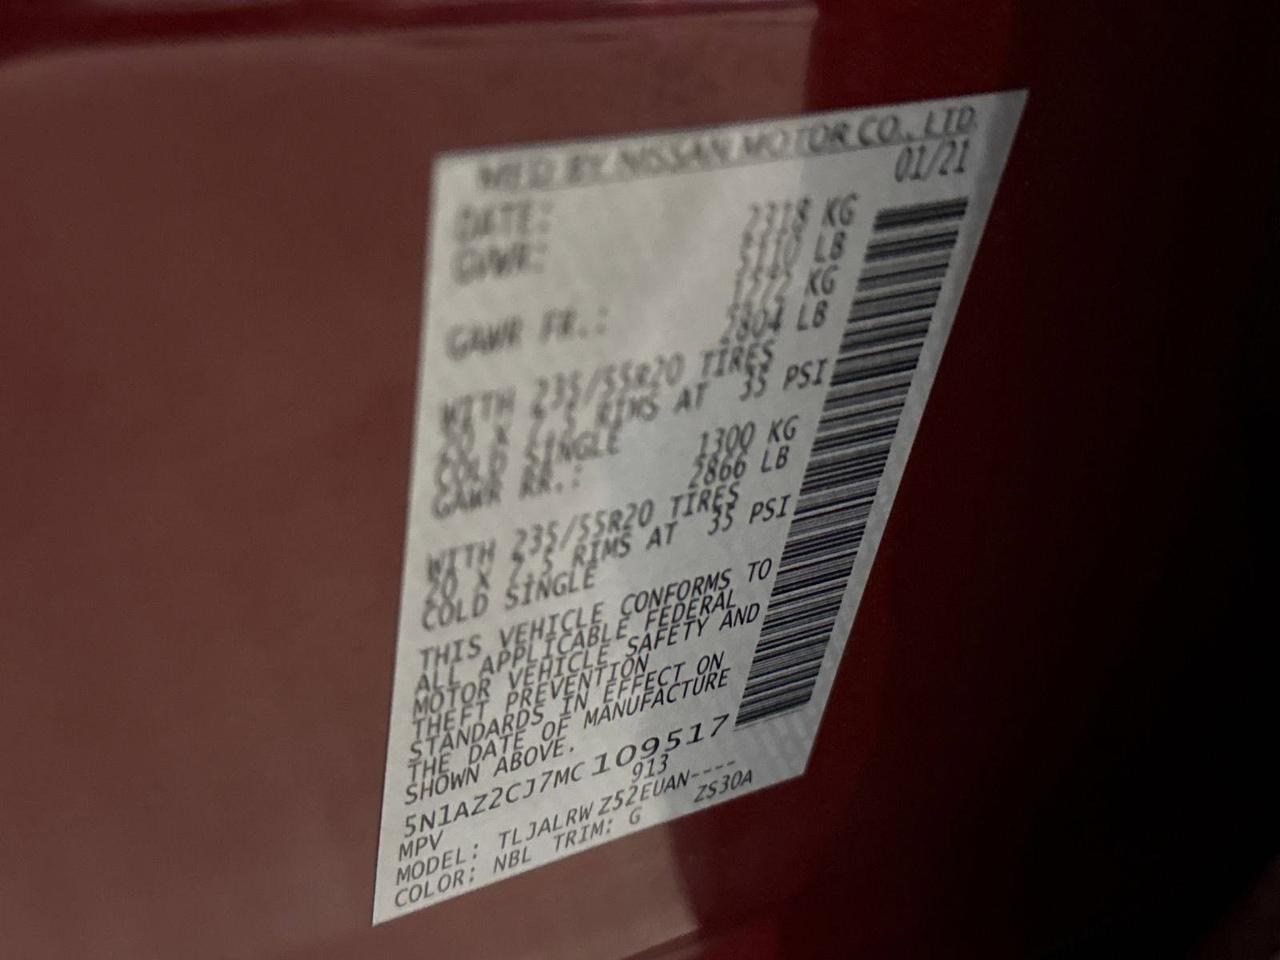 MFD BY NISSAN MOTOR CO., LTD.
DATE: 01/21
GVWR: 2318 KG
5110 LB
GAWR FR.: 1272 KG
2804 LB
WITH 235/55R20 TIRES
20 X 7.5 RIMS AT 35 PSI
COLD SINGLE
GAWR RR.: 1300 KG
2866 LB
WITH 235/55R20 TIRES
20 X 7.5 RIMS AT 35 PSI
COLD SINGLE
THIS VEHICLE CONFORMS TO
ALL APPLICABLE FEDERAL
MOTOR VEHICLE SAFETY AND
THEFT PREVENTION
STANDARDS IN EFFECT ON
THE DATE OF MANUFACTURE
SHOWN ABOVE.
5N1AZ2CJ7MC109517
MPV 913
MODEL: TLJALRWZ52EUAN----
COLOR: NBL TRIM: G ZS30A